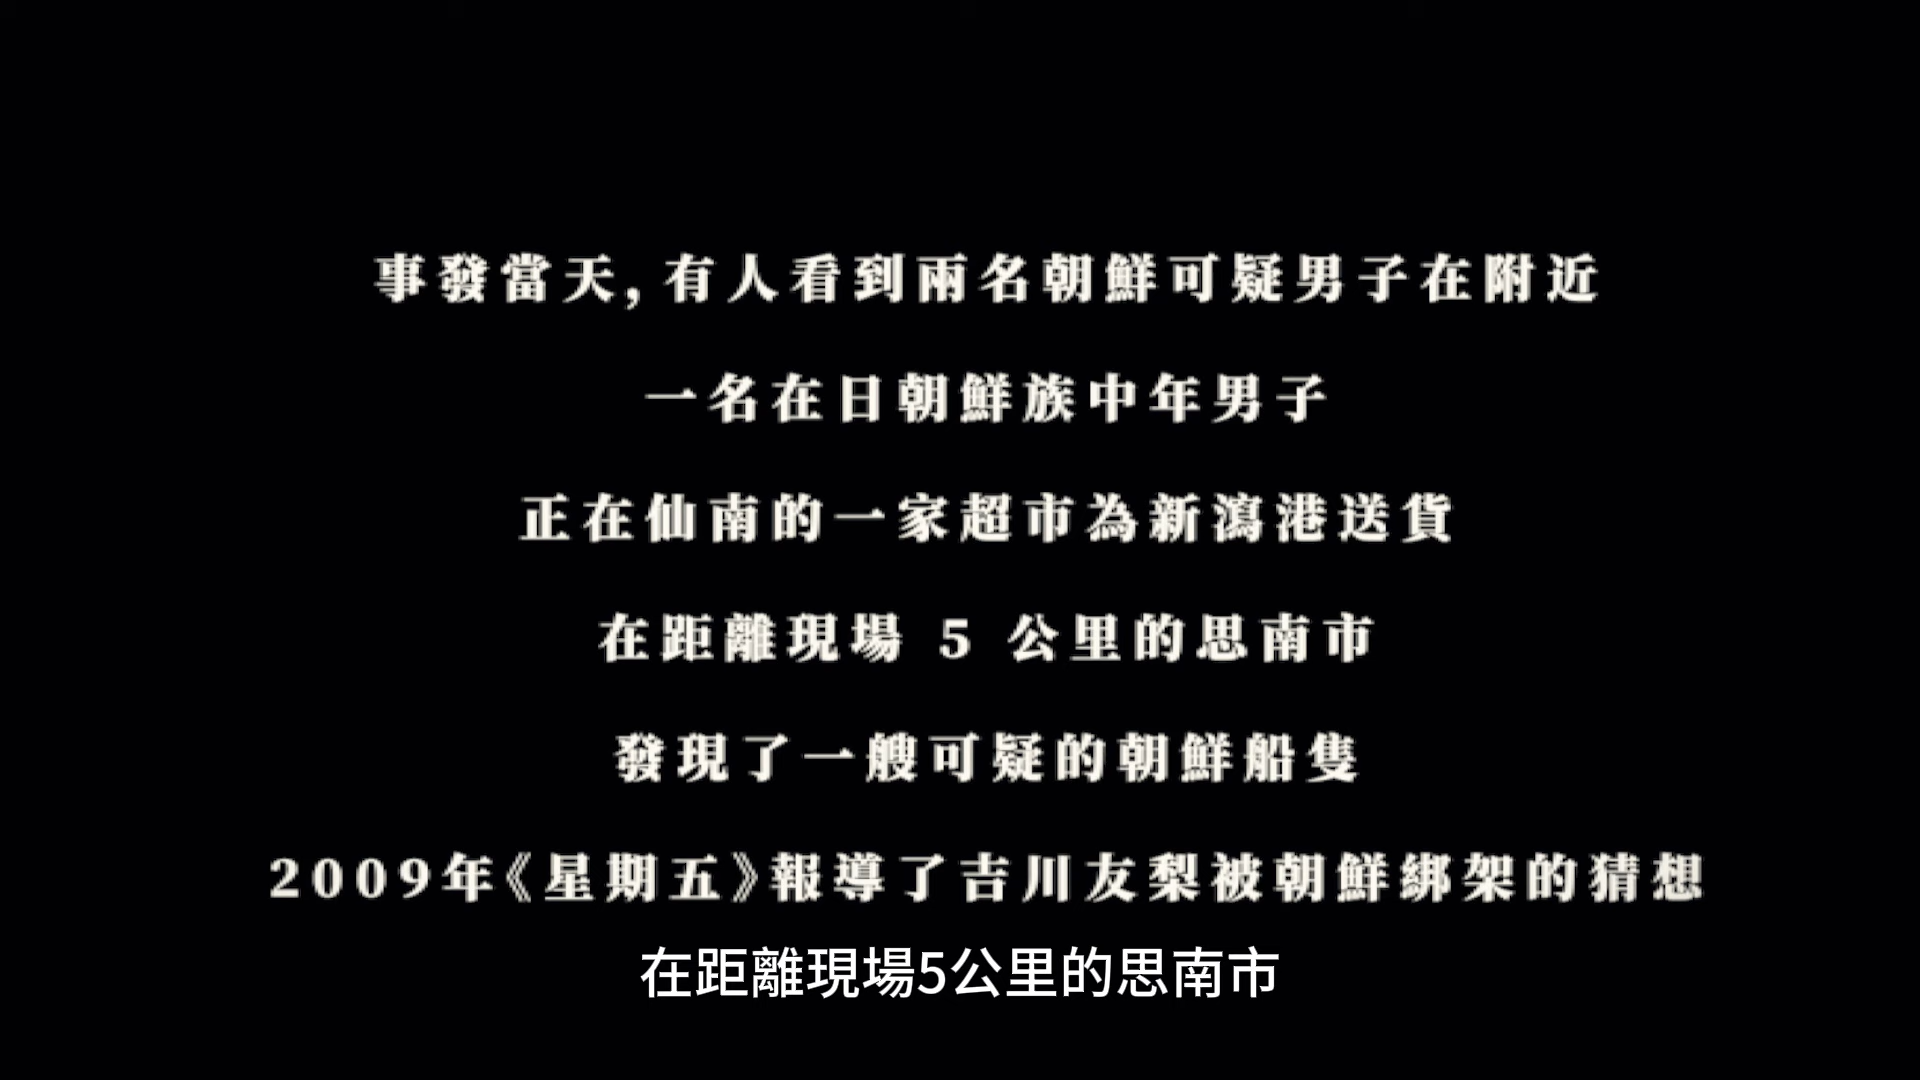 事發當天，有人看到兩名朝鮮可疑男子在附近
一名在日朝鮮族中年男子
正在仙南的一家超市為新瀉港送貨
在距離現場 5 公里的思南市
發現了一艘可疑的朝鮮船隻
2009年《星期五》報導了吉川友梨被朝鮮綁架的猜想
在距離現場5公里的思南市